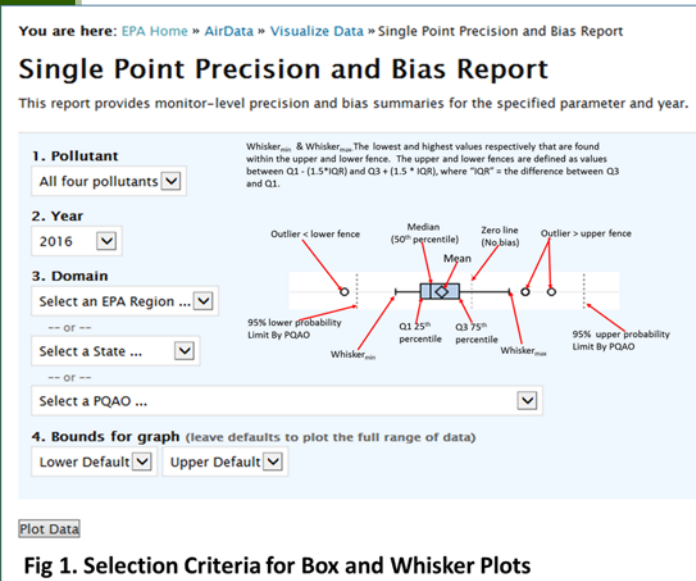 You are here: EPA Home » AirData » Visualize Data » Single Point Precision and Bias Report
Single Point Precision and Bias Report
This report provides monitor-level precision and bias summaries for the specified parameter and year.
1. Pollutant
All four pollutants
Whiskermin & Whiskermax The lowest and highest values respectively that are found
within the upper and lower fence. The upper and lower fences are defined as values
between Q1 - (1.5*IQR) and Q3 + (1.5 * IQR), where "IQR" = the difference between Q3
and Q1.
2. Year
2016
3. Domain
Select an EPA Region ...
-- or --
Select a State ...
-- or --
Select a PQAO ...
Outlier < lower fence
Median
(50th percentile)
Mean
Zero line
(No bias)
Outlier > upper fence
95% lower probability
Limit By PQAO
Whiskermin
Q1 25th
percentile
Q3 75th
percentile
Whiskermax
95% upper probability
Limit By PQAO
4. Bounds for graph (leave defaults to plot the full range of data)
Lower Default
Upper Default
Plot Data
Fig 1. Selection Criteria for Box and Whisker Plots